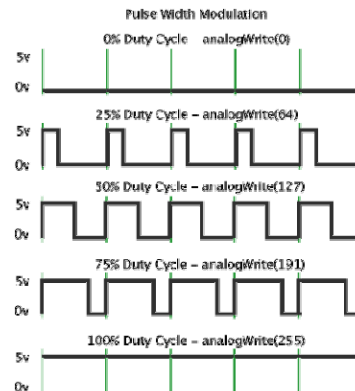 Pulse Width Modulation
0% Duty Cycle – analogWrite(0)
5v
0v
25% Duty Cycle – analogWrite(64)
5v
0v
50% Duty Cycle – analogWrite(127)
5v
0v
75% Duty Cycle – analogWrite(191)
5v
0v
100% Duty Cycle – analogWrite(255)
5v
0v